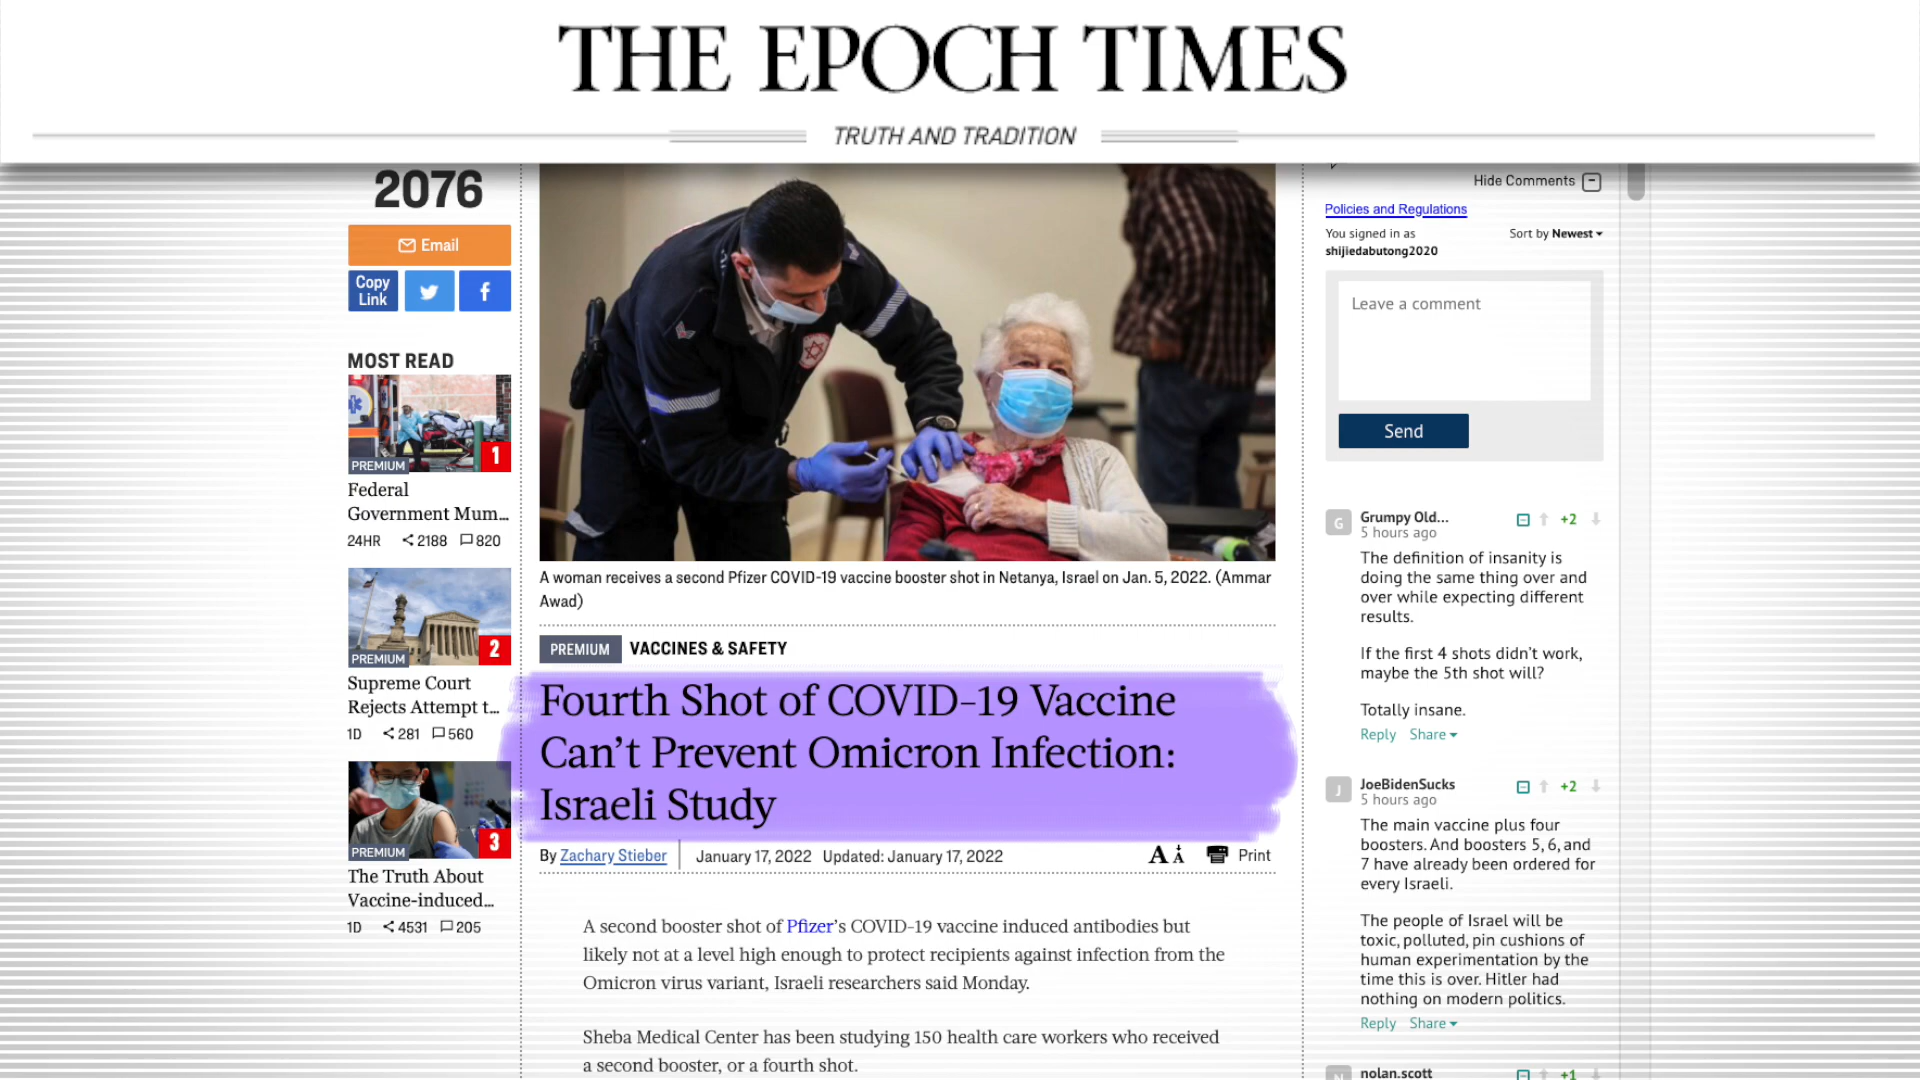 THE EPOCH TIMES
TRUTH AND TRADITION
2076
Email
Copy
Link
MOST READ
PREMIUM
1
Federal
Government Mum...
24HR 2188 820
PREMIUM
2
Supreme Court
Rejects Attempt t...
1D 281 560
PREMIUM
3
The Truth About
Vaccine-induced...
1D 4531 205
A woman receives a second Pfizer COVID-19 vaccine booster shot in Netanya, Israel on Jan. 5, 2022. (Ammar
Awad)
PREMIUM VACCINES & SAFETY
Fourth Shot of COVID-19 Vaccine
Can't Prevent Omicron Infection:
Israeli Study
By Zachary Stieber January 17, 2022 Updated: January 17, 2022 A A Print
A second booster shot of Pfizer's COVID-19 vaccine induced antibodies but
likely not at a level high enough to protect recipients against infection from the
Omicron virus variant, Israeli researchers said Monday.
Sheba Medical Center has been studying 150 health care workers who received
a second booster, or a fourth shot.
Hide Comments
Policies and Regulations
You signed in as
shijiedabutong2020
Sort by Newest
Leave a comment
Send
G
Grumpy Old... +2
5 hours ago
The definition of insanity is
doing the same thing over and
over while expecting different
results.
If the first 4 shots didn't work,
maybe the 5th shot will?
Totally insane.
Reply Share
J
JoeBidenSucks +2
5 hours ago
The main vaccine plus four
boosters. And boosters 5, 6, and
7 have already been ordered for
every Israeli.
The people of Israel will be
toxic, polluted, pin cushions of
human experimentation by the
time this is over. Hitler had
nothing on modern politics.
Reply Share
N
nolan.scott +1